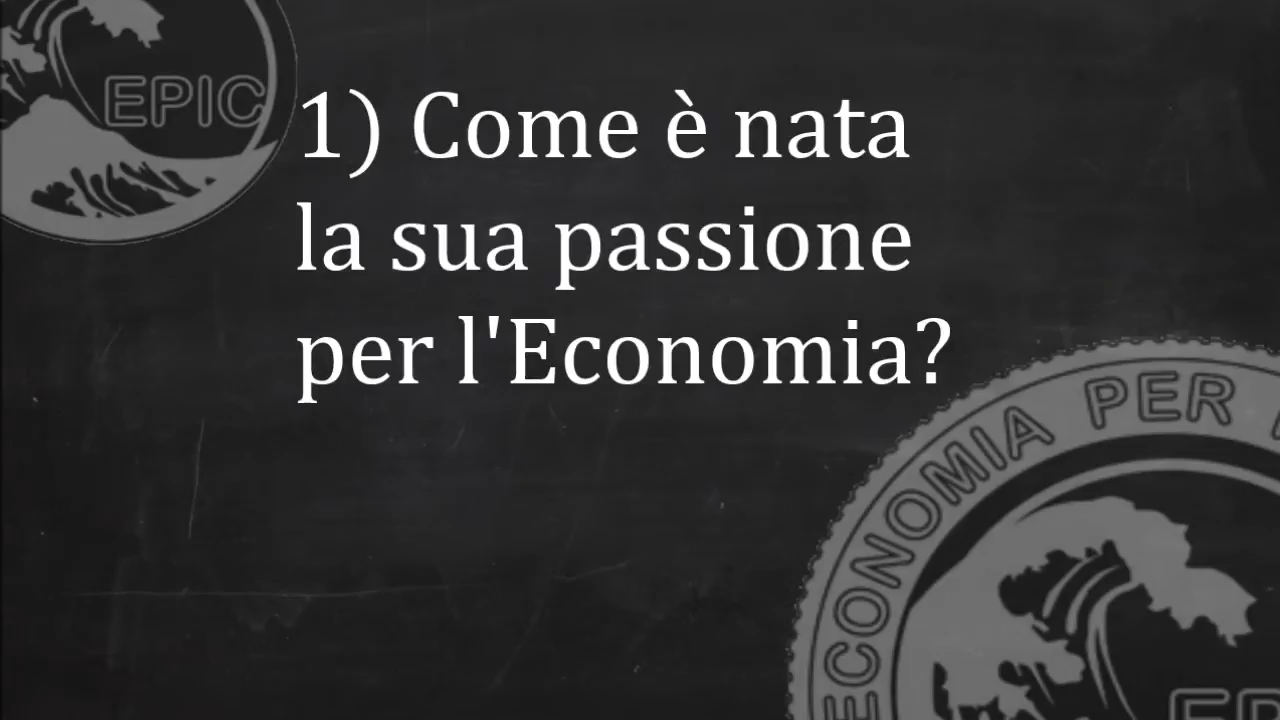 EPIC
1) Come è nata
la sua passione
per l'Economia?
ECONOMIA PER